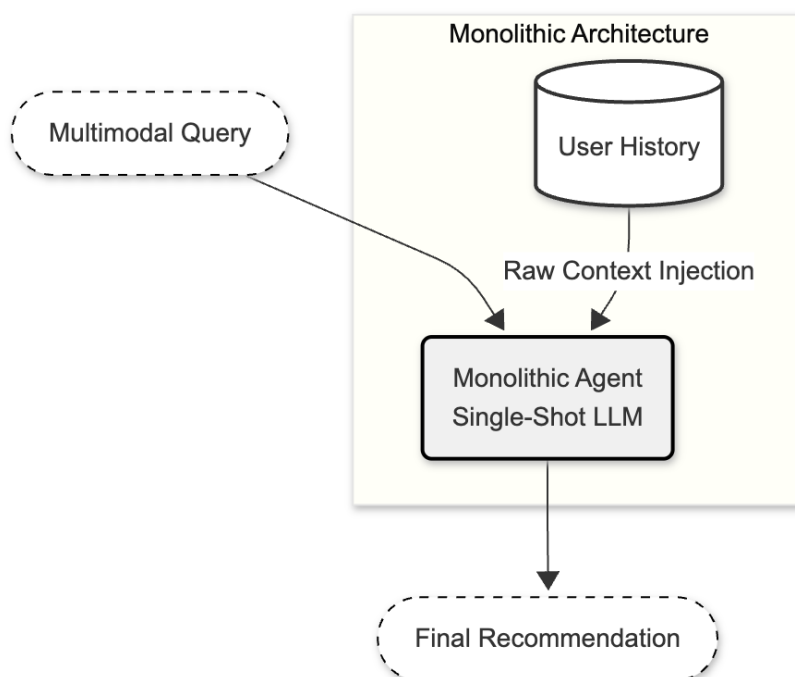 Monolithic Architecture
Multimodal Query
User History
Raw Context Injection
Monolithic Agent
Single-Shot LLM
Final Recommendation